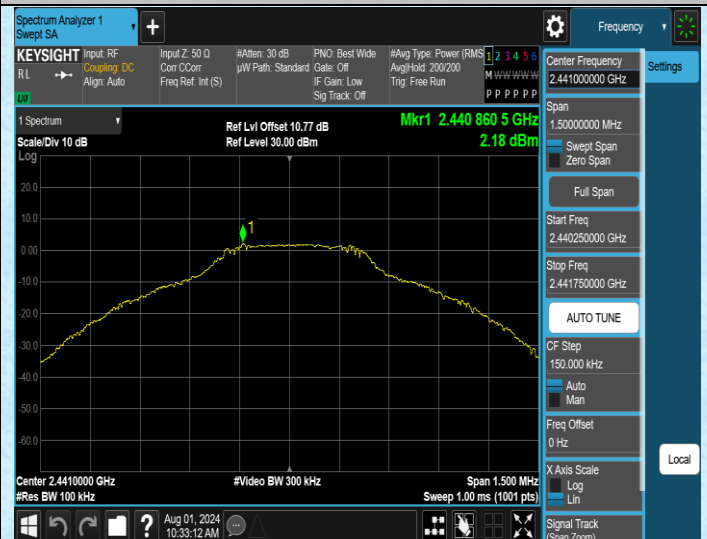 Spectrum Analyzer 1
Swept SA
Frequency
KEYSIGHT
RL
LXI
Input: RF
Coupling: DC
Align: Auto
Input Z: 50 Ω
Corr CCorr
Freq Ref: Int (S)
#Atten: 30 dB
µW Path: Standard
PNO: Best Wide
Gate: Off
IF Gain: Low
Sig Track: Off
#Avg Type: Power (RMS
Avg|Hold: 200/200
Trig: Free Run
1 2 3 4 5 6
M W W W W W
P P P P P P
Center Frequency
2.441000000 GHz
Settings
Span
1.50000000 MHz
Swept Span
Zero Span
Full Span
Start Freq
2.440250000 GHz
Stop Freq
2.441750000 GHz
AUTO TUNE
CF Step
150.000 kHz
Auto
Man
Freq Offset
0 Hz
X Axis Scale
Log
Lin
Signal Track
(Span Zoom)
Local
1 Spectrum
Scale/Div 10 dB
Log
Ref Lvl Offset 10.77 dB
Ref Level 30.00 dBm
Mkr1 2.440 860 5 GHz
2.18 dBm
1
20.0
10.0
0.00
-10.0
-20.0
-30.0
-40.0
-50.0
-60.0
Center 2.4410000 GHz
#Res BW 100 kHz
#Video BW 300 kHz
Span 1.500 MHz
Sweep 1.00 ms (1001 pts)
Aug 01, 2024
10:33:12 AM